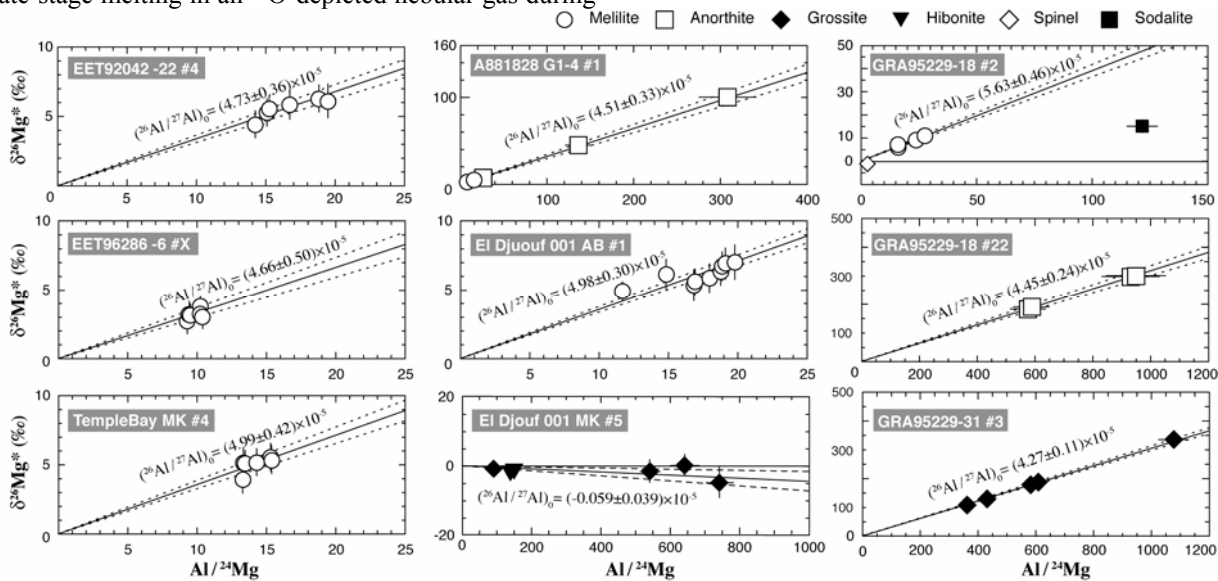 late-stage melting in an ¹⁶O-depleted nebular gas during
Melilite Anorthite Grossite Hibonite Spinel Sodalite
EET92042 -22 #4
(²⁶Al/²⁷Al)₀= (4.73±0.36)×10⁻⁵
δ²⁶Mg* (‰)
10
5
0
5 10 15 20 25
A881828 G1-4 #1
(²⁶Al/²⁷Al)₀= (4.51±0.33)×10⁻⁵
160
80
0
100 200 300 400
GRA95229-18 #2
(²⁶Al/²⁷Al)₀= (5.63±0.46)×10⁻⁵
50
40
30
20
10
0
0 50 100 150
EET96286 -6 #X
(²⁶Al/²⁷Al)₀= (4.66±0.50)×10⁻⁵
δ²⁶Mg* (‰)
10
5
0
5 10 15 20 25
El Djuouf 001 AB #1
(²⁶Al/²⁷Al)₀= (4.98±0.30)×10⁻⁵
10
5
0
5 10 15 20 25
GRA95229-18 #22
(²⁶Al/²⁷Al)₀= (4.45±0.24)×10⁻⁵
500
300
100
0 200 400 600 800 1000 1200
TempleBay MK #4
(²⁶Al/²⁷Al)₀= (4.99±0.42)×10⁻⁵
δ²⁶Mg* (‰)
10
5
0
5 10 15 20 25
Al/²⁴Mg
El Djouf 001 MK #5
(²⁶Al/²⁷Al)₀= (-0.059±0.039)×10⁻⁵
20
0
-20
0 200 400 600 800 1000
Al/²⁴Mg
GRA95229-31 #3
(²⁶Al/²⁷Al)₀= (4.27±0.11)×10⁻⁵
500
300
100
0 200 400 600 800 1000 1200
Al/²⁴Mg